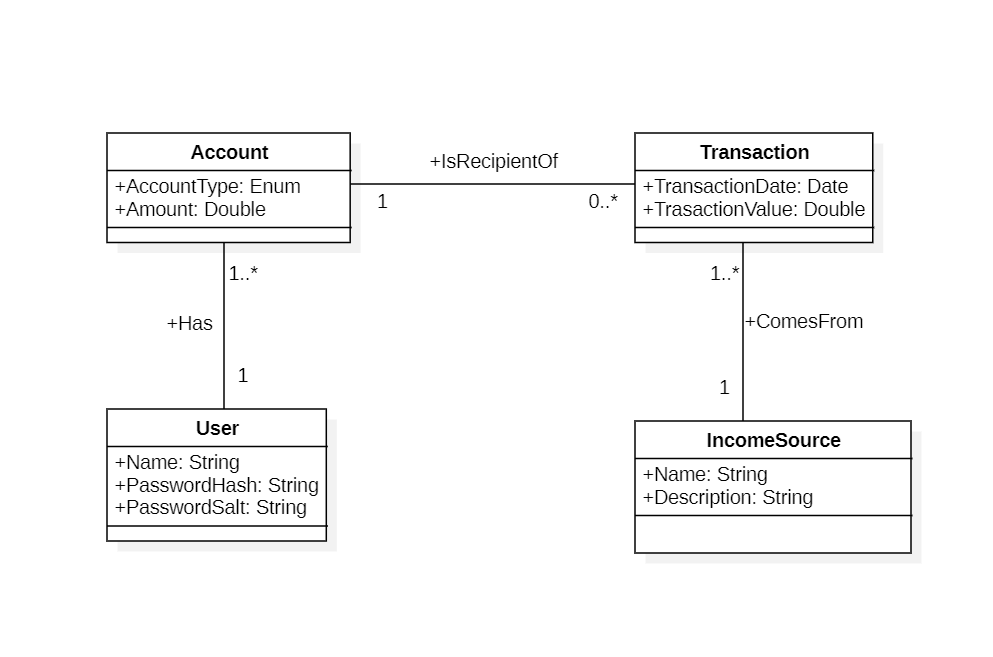 Account
+AccountType: Enum
+Amount: Double
+IsRecipientOf
1
0..*
Transaction
+TransactionDate: Date
+TrasactionValue: Double
1..*
+Has
1
1..*
+ComesFrom
1
User
+Name: String
+PasswordHash: String
+PasswordSalt: String
IncomeSource
+Name: String
+Description: String